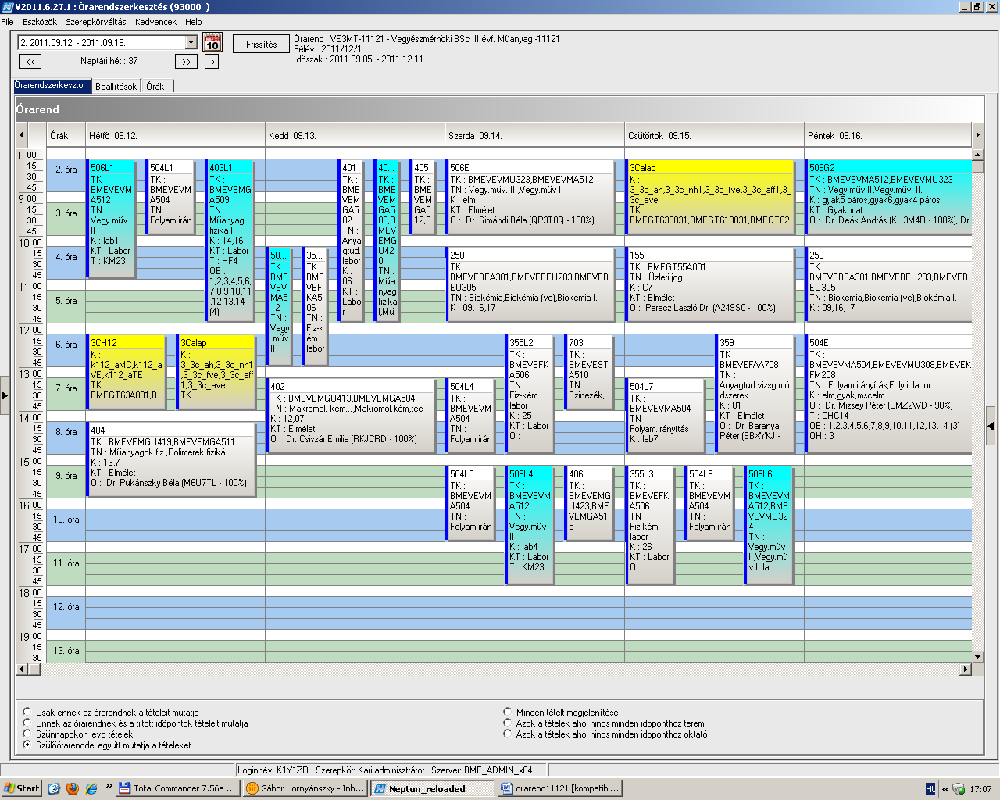 V2011.6.27.1 : Órarendszerkesztés (93000 )
File Eszközök Szerepkörváltás Kedvencek Help
2. 2011.09.12. - 2011.09.18.
10
Frissítés
Órarend : VE3MT-11121 - Vegyészmérnöki BSc III.évf. Műanyag -11121
Félév : 2011/12/1
Időszak : 2011.09.05. - 2011.12.11.
<< Naptári hét : 37 >> ->
Órarendszerkeszto Beállítások Órák
Órarend
Órák Hétfő 09.12. Kedd 09.13. Szerda 09.14. Csütörtök 09.15. Péntek 09.16.
8 00
15
30
45
9 00
15
30
45
10 00
15
30
45
11 00
15
30
45
12 00
15
30
45
13 00
15
30
45
14 00
15
30
45
15 00
15
30
45
16 00
15
30
45
17 00
15
30
45
18 00
15
30
45
19 00
15
30
2. óra
3. óra
4. óra
5. óra
6. óra
7. óra
8. óra
9. óra
10. óra
11. óra
12. óra
13. óra
506L1
TK :
BMEVEVM
A512
TN :
Vegy.műv
II
K : lab1
KT : Labor
T : KM23
504L1
TK :
BMEVEVM
A504
TN :
Folyam.irán
403L1
TK :
BMEVEMG
A509
TN :
Műanyag
fizika I
K : 14,16
KT : Labor
T : HF4
OB :
1,2,3,4,5,6,
7,8,9,10,11
,12,13,14
(4)
3CH12
K :
k112_aMC,k112_a
VE,k112_aTE
TK :
BMEGT63A081,B
3Calap
K :
3_3c_ah,3_3c_nh1
,3_3c_fve,3_3c_aff
1,3_3c_ave
TK :
404
TK : BMEVEMGU419,BMEVEMGA511
TN : Műanyagok fiz.,Polimerek fiziká
K : 13,7
KT : Elmélet
O : Dr. Pukánszky Béla (M6U7TL - 100%)
50...
TK :
BME
VEV
MA5
12
TN :
Vegy
.műv
II
35...
TK :
BME
VEF
KA5
06
TN :
Fiz-k
ém
labor
401
TK :
BME
VEM
GA5
02
TN :
Anya
gtud.
labor
K :
06
KT :
Labo
r
40...
TK :
BME
VEM
GA5
09,B
MEV
EMG
U42
0
TN :
Műa
nyag
fizika
I,Mű
405
TK :
BME
VEM
GA5
12,B
402
TK : BMEVEMGU413,BMEVEMGA504
TN : Makromol. kém...,Makromol.kém,tec
K : 12,07
KT : Elmélet
O : Dr. Csiszár Emilia (RKJCRD - 100%)
506E
TK : BMEVEVMU323,BMEVEVMA512
TN : Vegy.műv. II.,Vegy.műv II
K : elm
KT : Elmélet
O : Dr. Simándi Béla (QP3T8Q - 100%)
250
TK :
BMEVEBEA301,BMEVEBEU203,BMEVEB
EU305
TN : Biokémia,Biokémia (ve),Biokémia I.
K : 09,16,17
504L4
TK :
BMEVEVM
A504
TN :
Folyam.irán
355L2
TK :
BMEVEFK
A506
TN :
Fiz-kém
labor
K : 25
KT : Labor
O :
703
TK :
BMEVEST
A510
TN :
Szinezék,
504L5
TK :
BMEVEVM
A504
TN :
Folyam.irán
506L4
TK :
BMEVEVM
A512
TN :
Vegy.műv
II
K : lab4
KT : Labor
T : KM23
406
TK :
BMEVEMG
U423,BME
VEMGA51
5
3Calap
K :
3_3c_ah,3_3c_nh1,3_3c_fve,3_3c_aff1,3_
3c_ave
TK :
BMEGT633031,BMEGT613031,BMEGT62
155
TK : BMEGT55A001
TN : Üzleti jog
K : C7
KT : Elmélet
O : Perecz Laszló Dr. (A24SS0 - 100%)
504L7
TK :
BMEVEVMA504
TN :
Folyam.irányítás
K : lab7
359
TK :
BMEVEFAA708
TN :
Anyagtud.vizsg.mó
dszerek
K : 01
KT : Elmélet
O : Dr. Baranyai
Péter (EBXYKJ -
355L3
TK :
BMEVEFK
A506
TN :
Fiz-kém
labor
K : 26
KT : Labor
O :
504L8
TK :
BMEVEVM
A504
TN :
Folyam.irán
506L6
TK :
BMEVEVM
A512,BME
VEVMU32
4
TN :
Vegy.műv
II,Vegy.mű
v.II.lab.
506G2
TK : BMEVEVMA512,BMEVEVMU323
TN : Vegy.műv II,Vegy.műv. II.
K : gyak5 páros,gyak6,gyak4 páros
KT : Gyakorlat
O : Dr. Deák András (KH3M4R - 100%), Dr.
250
TK :
BMEVEBEA301,BMEVEBEU203,BMEVEB
EU305
TN : Biokémia,Biokémia (ve),Biokémia I.
K : 09,16,17
504E
TK :
BMEVEVMA504,BMEVEVMU308,BMEVEK
FM208
TN : Folyam.irányítás,Foly.ir.labor
K : elm,gyak,mscelm
O : Dr. Mizsey Péter (CMZ2WD - 90%)
T : CHC14
OB : 1,2,3,4,5,6,7,8,9,10,11,12,13,14 (3)
OH : 3
Csak ennek az órarendnek a tételeit mutatja
Ennek az órarendnek és a tiltott időpontok tételeit mutatja
Szünnapokon levo tételek
Szülőórarenddel együtt mutatja a tételeket
Minden tételt megjelenítése
Azok a tételek ahol nincs minden idoponthoz terem
Azok a tételek ahol nincs minden idoponthoz oktató
Loginnév: K1Y1ZR Szerepkör: Kari adminisztrátor Szerver: BME_ADMIN_x64
Start » Total Commander 7.56a ... Gábor Hornyánszky - Inb... Neptun_reloaded orarend11121 [kompatibi... HU « 17:07